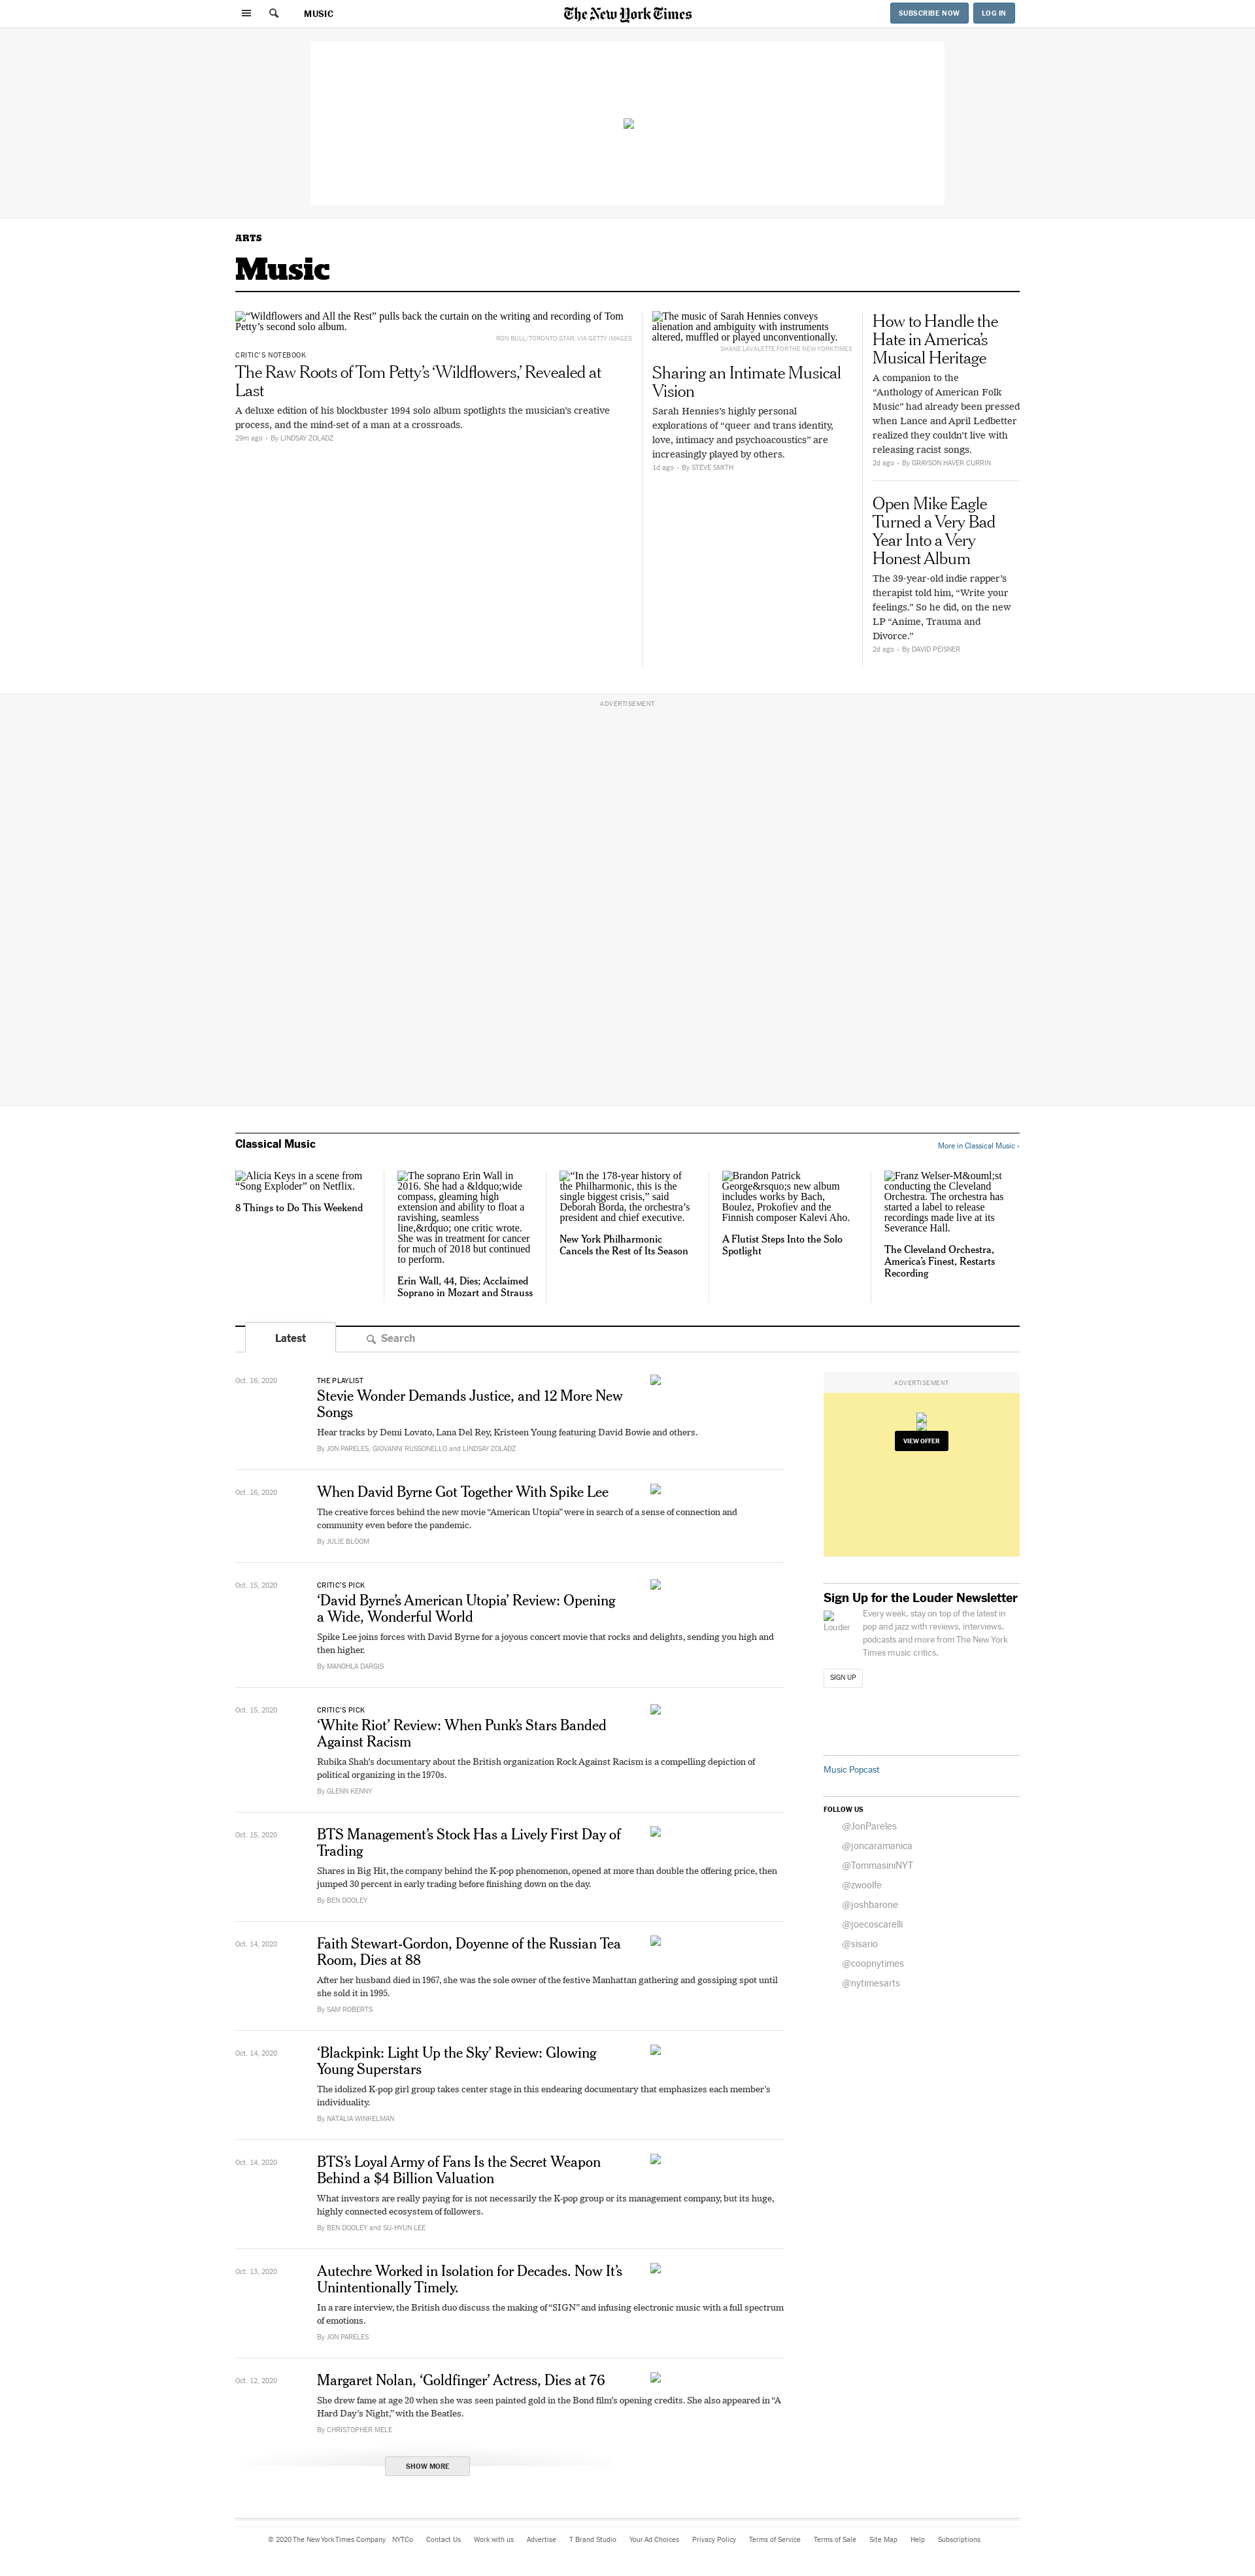 MUSIC
The New York Times
SUBSCRIBE NOW
LOG IN
ARTS
Music
“Wildflowers and All the Rest” pulls back the curtain on the writing and recording of Tom
Petty’s second solo album.
RON BULL/TORONTO STAR, VIA GETTY IMAGES
CRITIC’S NOTEBOOK
The Raw Roots of Tom Petty’s ‘Wildflowers,’ Revealed at
Last
A deluxe edition of his blockbuster 1994 solo album spotlights the musician’s creative
process, and the mind-set of a man at a crossroads.
29m ago • By LINDSAY ZOLADZ
The music of Sarah Hennies conveys
alienation and ambiguity with instruments
altered, muffled or played unconventionally.
SHANE LAVALETTE FOR THE NEW YORK TIMES
Sharing an Intimate Musical
Vision
Sarah Hennies’s highly personal
explorations of “queer and trans identity,
love, intimacy and psychoacoustics” are
increasingly played by others.
1d ago • By STEVE SMITH
How to Handle the
Hate in America’s
Musical Heritage
A companion to the
“Anthology of American Folk
Music” had already been pressed
when Lance and April Ledbetter
realized they couldn’t live with
releasing racist songs.
2d ago • By GRAYSON HAVER CURRIN
Open Mike Eagle
Turned a Very Bad
Year Into a Very
Honest Album
The 39-year-old indie rapper’s
therapist told him, “Write your
feelings.” So he did, on the new
LP “Anime, Trauma and
Divorce.”
2d ago • By DAVID PEISNER
ADVERTISEMENT
Classical Music
More in Classical Music ›
Alicia Keys in a scene from
“Song Exploder” on Netflix.
8 Things to Do This Weekend
The soprano Erin Wall in
2016. She had a &ldquo;wide
compass, gleaming high
extension and ability to float a
ravishing, seamless
line,&rdquo; one critic wrote.
She was in treatment for cancer
for much of 2018 but continued
to perform.
Erin Wall, 44, Dies; Acclaimed
Soprano in Mozart and Strauss
“In the 178-year history of
the Philharmonic, this is the
single biggest crisis,” said
Deborah Borda, the orchestra’s
president and chief executive.
New York Philharmonic
Cancels the Rest of Its Season
Brandon Patrick
George&rsquo;s new album
includes works by Bach,
Boulez, Prokofiev and the
Finnish composer Kalevi Aho.
A Flutist Steps Into the Solo
Spotlight
Franz Welser-M&ouml;st
conducting the Cleveland
Orchestra. The orchestra has
started a label to release
recordings made live at its
Severance Hall.
The Cleveland Orchestra,
America’s Finest, Restarts
Recording
Latest
Search
Oct. 16, 2020
THE PLAYLIST
Stevie Wonder Demands Justice, and 12 More New
Songs
Hear tracks by Demi Lovato, Lana Del Rey, Kristeen Young featuring David Bowie and others.
By JON PARELES, GIOVANNI RUSSONELLO and LINDSAY ZOLADZ
Oct. 16, 2020
When David Byrne Got Together With Spike Lee
The creative forces behind the new movie “American Utopia” were in search of a sense of connection and
community even before the pandemic.
By JULIE BLOOM
Oct. 15, 2020
CRITIC’S PICK
‘David Byrne’s American Utopia’ Review: Opening
a Wide, Wonderful World
Spike Lee joins forces with David Byrne for a joyous concert movie that rocks and delights, sending you high and
then higher.
By MANOHLA DARGIS
Oct. 15, 2020
CRITIC’S PICK
‘White Riot’ Review: When Punk’s Stars Banded
Against Racism
Rubika Shah’s documentary about the British organization Rock Against Racism is a compelling depiction of
political organizing in the 1970s.
By GLENN KENNY
Oct. 15, 2020
BTS Management’s Stock Has a Lively First Day of
Trading
Shares in Big Hit, the company behind the K-pop phenomenon, opened at more than double the offering price, then
jumped 30 percent in early trading before finishing down on the day.
By BEN DOOLEY
Oct. 14, 2020
Faith Stewart-Gordon, Doyenne of the Russian Tea
Room, Dies at 88
After her husband died in 1967, she was the sole owner of the festive Manhattan gathering and gossiping spot until
she sold it in 1995.
By SAM ROBERTS
Oct. 14, 2020
‘Blackpink: Light Up the Sky’ Review: Glowing
Young Superstars
The idolized K-pop girl group takes center stage in this endearing documentary that emphasizes each member’s
individuality.
By NATALIA WINKELMAN
Oct. 14, 2020
BTS’s Loyal Army of Fans Is the Secret Weapon
Behind a $4 Billion Valuation
What investors are really paying for is not necessarily the K-pop group or its management company, but its huge,
highly connected ecosystem of followers.
By BEN DOOLEY and SU-HYUN LEE
Oct. 13, 2020
Autechre Worked in Isolation for Decades. Now It’s
Unintentionally Timely.
In a rare interview, the British duo discuss the making of “SIGN” and infusing electronic music with a full spectrum
of emotions.
By JON PARELES
Oct. 12, 2020
Margaret Nolan, ‘Goldfinger’ Actress, Dies at 76
She drew fame at age 20 when she was seen painted gold in the Bond film’s opening credits. She also appeared in “A
Hard Day’s Night,” with the Beatles.
By CHRISTOPHER MELE
SHOW MORE
ADVERTISEMENT
VIEW OFFER
Sign Up for the Louder Newsletter
Louder
Every week, stay on top of the latest in
pop and jazz with reviews, interviews,
podcasts and more from The New York
Times music critics.
SIGN UP
Music Popcast
FOLLOW US
@JonPareles
@joncaramanica
@TommasiniNYT
@zwoolfe
@joshbarone
@joecoscarelli
@sisario
@coopnytimes
@nytimesarts
© 2020 The New York Times Company NYTCo Contact Us Work with us Advertise T Brand Studio Your Ad Choices Privacy Policy Terms of Service Terms of Sale Site Map Help Subscriptions